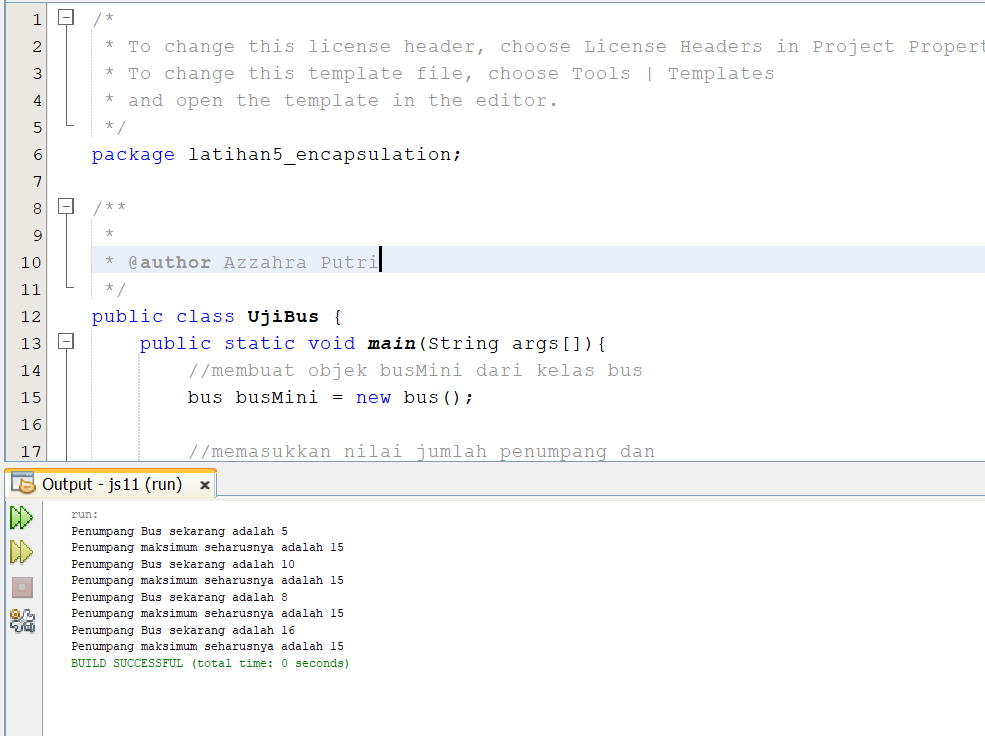 1 /*
2 * To change this license header, choose License Headers in Project Propert
3 * To change this template file, choose Tools | Templates
4 * and open the template in the editor.
5 */
6 package latihan5_encapsulation;
7
8 /**
9 *
10 * @author Azzahra Putri
11 */
12 public class UjiBus {
13 public static void main(String args[]){
14 //membuat objek busMini dari kelas bus
15 bus busMini = new bus();
16
17 //memasukkan nilai jumlah penumpang dan
Output - js11 (run) ×
run:
Penumpang Bus sekarang adalah 5
Penumpang maksimum seharusnya adalah 15
Penumpang Bus sekarang adalah 10
Penumpang maksimum seharusnya adalah 15
Penumpang Bus sekarang adalah 8
Penumpang maksimum seharusnya adalah 15
Penumpang Bus sekarang adalah 16
Penumpang maksimum seharusnya adalah 15
BUILD SUCCESSFUL (total time: 0 seconds)